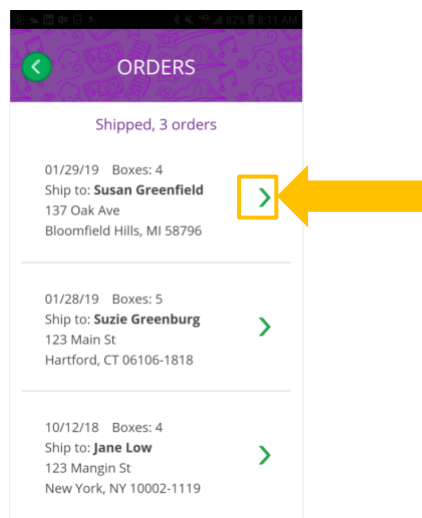 82% 8:11 AM
ORDERS
Shipped, 3 orders
01/29/19 Boxes: 4
Ship to: Susan Greenfield
137 Oak Ave
Bloomfield Hills, MI 58796
01/28/19 Boxes: 5
Ship to: Suzie Greenburg
123 Main St
Hartford, CT 06106-1818
10/12/18 Boxes: 4
Ship to: Jane Low
123 Mangin St
New York, NY 10002-1119